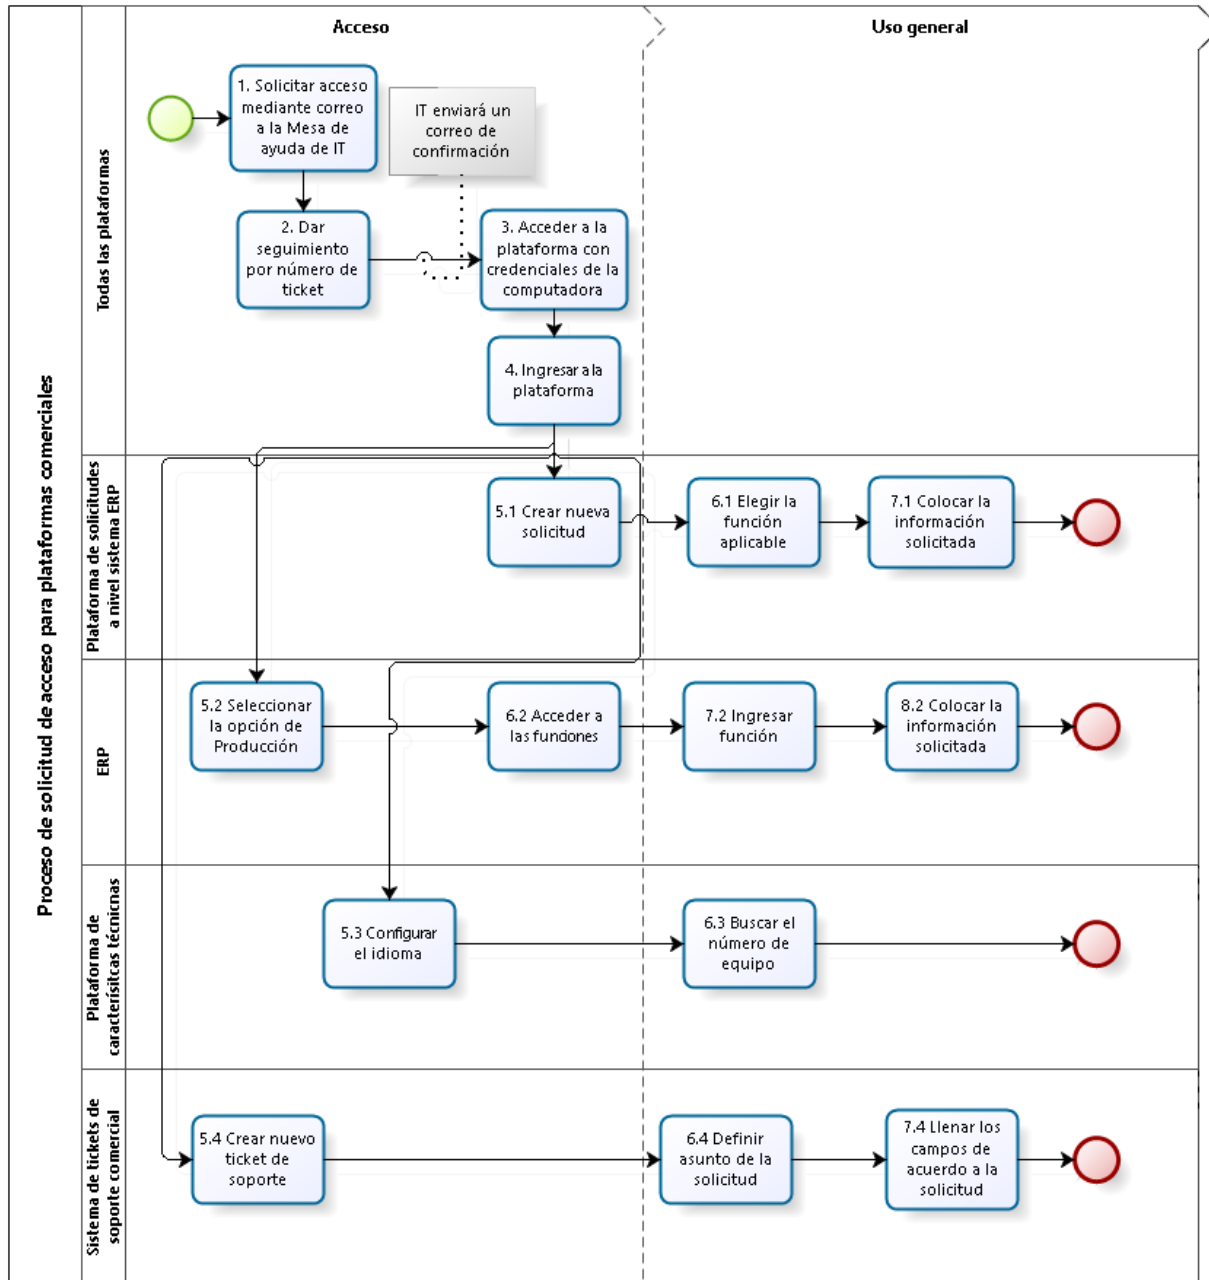 Proceso de solicitud de acceso para plataformas comerciales
Acceso
Uso general
Todas las plataformas
1. Solicitar acceso
mediante correo
a la Mesa de
ayuda de IT
IT enviará un
correo de
confirmación
2. Dar
seguimiento
por número de
ticket
3. Acceder a la
plataforma con
credenciales de la
computadora
4. Ingresar a la
plataforma
Plataforma de solicitudes
a nivel sistema ERP
5.1 Crear nueva
solicitud
6.1 Elegir la
función
aplicable
7.1 Colocar la
información
solicitada
ERP
5.2 Seleccionar
la opción de
Producción
6.2 Acceder a
las funciones
7.2 Ingresar
función
8.2 Colocar la
información
solicitada
Plataforma de
caracterísitcas técnicnas
5.3 Configurar
el idioma
6.3 Buscar el
número de
equipo
Sistema de tickets de
soporte comercial
5.4 Crear nuevo
ticket de
soporte
6.4 Definir
asunto de la
solicitud
7.4 Llenar los
campos de
acuerdo a la
solicitud